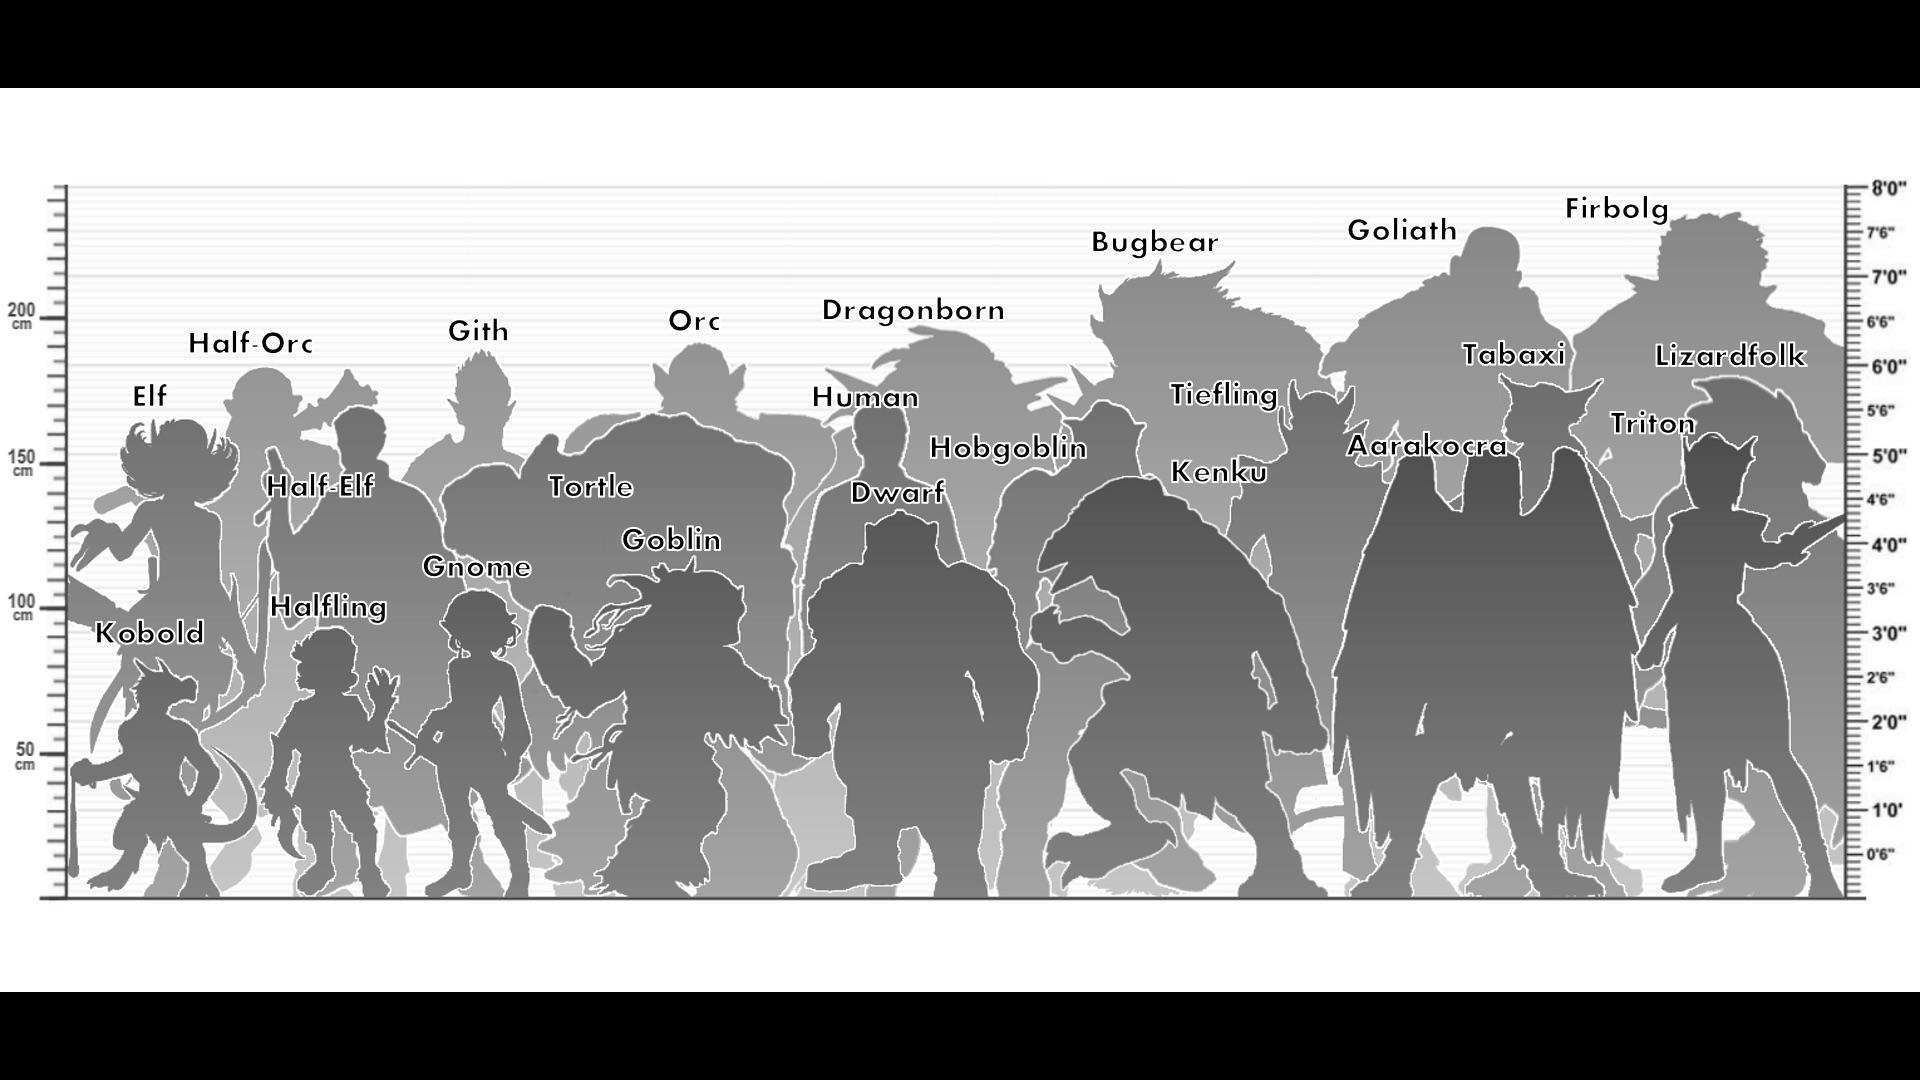 8'0"
Firbolg
Goliath
7'6"
Bugbear
7'0"
200
cm
Half-Orc
Gith
Orc
Dragonborn
6'6"
Tabaxi
Lizardfolk
6'0"
Elf
Human
Tiefling
5'6"
Triton
Hobgoblin
Aarakocra
150
cm
5'0"
Half-Elf
Tortle
Dwarf
Kenku
4'6"
Goblin
4'0"
Gnome
3'6"
100
cm
Halfling
Kobold
3'0"
2'6"
2'0"
50
cm
1'6"
1'0"
0'6"